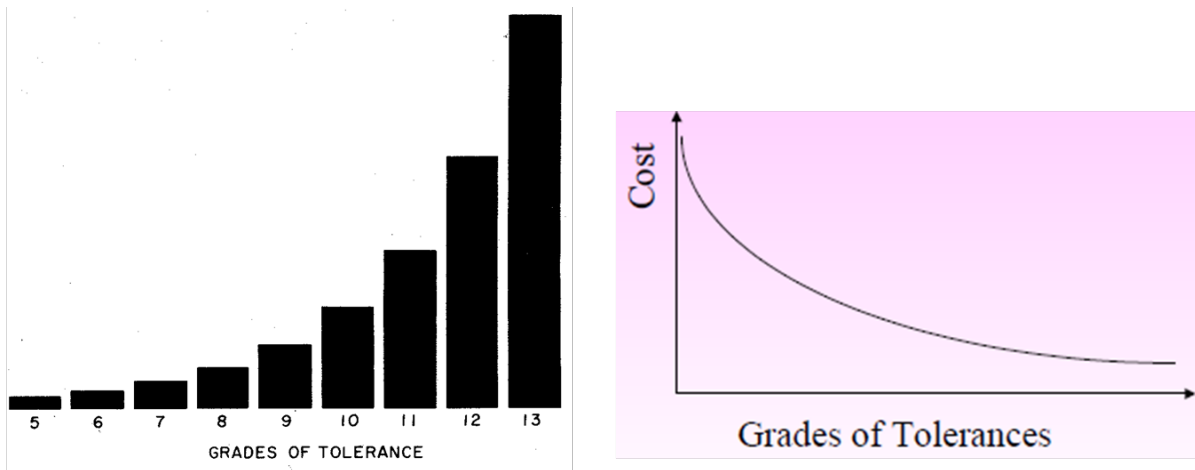 5 6 7 8 9 10 11 12 13
GRADES OF TOLERANCE
Cost
Grades of Tolerances